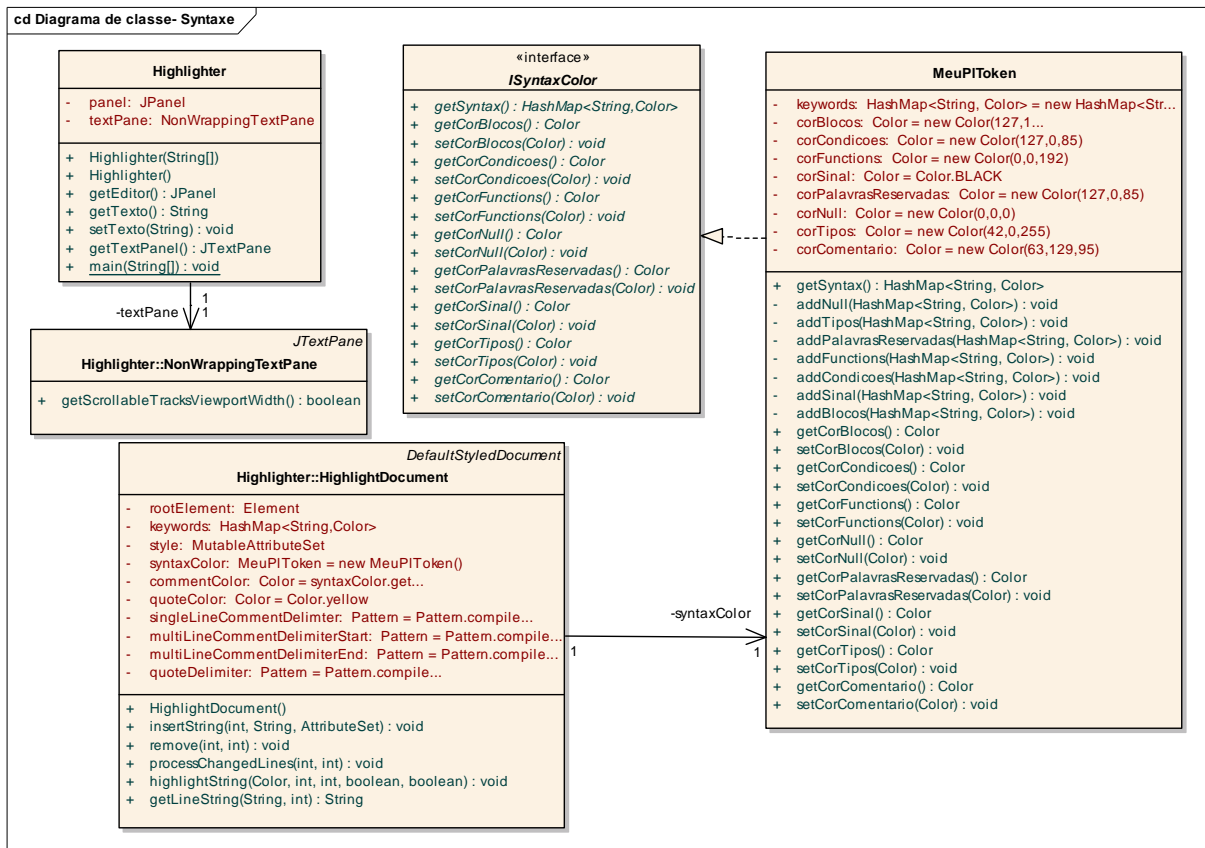 cd Diagrama de classe- Syntaxe
Highlighter
- panel: JPanel
- textPane: NonWrappingTextPane
+ Highlighter(String[])
+ Highlighter()
+ getEditor() : JPanel
+ getTexto() : String
+ setTexto(String) : void
+ getTextPanel() : JTextPane
+ main(String[]) : void
-textPane
1
1
JTextPane
Highlighter::NonWrappingTextPane
+ getScrollableTracksViewportWidth() : boolean
«interface»
ISyntaxColor
+ getSyntax() : HashMap<String,Color>
+ getCorBlocos() : Color
+ setCorBlocos(Color) : void
+ getCorCondicoes() : Color
+ setCorCondicoes(Color) : void
+ getCorFunctions() : Color
+ setCorFunctions(Color) : void
+ getCorNull() : Color
+ setCorNull(Color) : void
+ getCorPalavrasReservadas() : Color
+ setCorPalavrasReservadas(Color) : void
+ getCorSinal() : Color
+ setCorSinal(Color) : void
+ getCorTipos() : Color
+ setCorTipos(Color) : void
+ getCorComentario() : Color
+ setCorComentario(Color) : void
MeuPlToken
- keywords: HashMap<String, Color> = new HashMap<Str...
- corBlocos: Color = new Color(127,1...
- corCondicoes: Color = new Color(127,0,85)
- corFunctions: Color = new Color(0,0,192)
- corSinal: Color = Color.BLACK
- corPalavrasReservadas: Color = new Color(127,0,85)
- corNull: Color = new Color(0,0,0)
- corTipos: Color = new Color(42,0,255)
- corComentario: Color = new Color(63,129,95)
+ getSyntax() : HashMap<String, Color>
- addNull(HashMap<String, Color>) : void
- addTipos(HashMap<String, Color>) : void
- addPalavrasReservadas(HashMap<String, Color>) : void
- addFunctions(HashMap<String, Color>) : void
- addCondicoes(HashMap<String, Color>) : void
- addSinal(HashMap<String, Color>) : void
- addBlocos(HashMap<String, Color>) : void
+ getCorBlocos() : Color
+ setCorBlocos(Color) : void
+ getCorCondicoes() : Color
+ setCorCondicoes(Color) : void
+ getCorFunctions() : Color
+ setCorFunctions(Color) : void
+ getCorNull() : Color
+ setCorNull(Color) : void
+ getCorPalavrasReservadas() : Color
+ setCorPalavrasReservadas(Color) : void
+ getCorSinal() : Color
+ setCorSinal(Color) : void
+ getCorTipos() : Color
+ setCorTipos(Color) : void
+ getCorComentario() : Color
+ setCorComentario(Color) : void
DefaultStyledDocument
Highlighter::HighlightDocument
- rootElement: Element
- keywords: HashMap<String,Color>
- style: MutableAttributeSet
- syntaxColor: MeuPlToken = new MeuPlToken()
- commentColor: Color = syntaxColor.get...
- quoteColor: Color = Color.yellow
- singleLineCommentDelimter: Pattern = Pattern.compile...
- multiLineCommentDelimiterStart: Pattern = Pattern.compile...
- multiLineCommentDelimiterEnd: Pattern = Pattern.compile...
- quoteDelimiter: Pattern = Pattern.compile...
+ HighlightDocument()
+ insertString(int, String, AttributeSet) : void
+ remove(int, int) : void
+ processChangedLines(int, int) : void
+ highlightString(Color, int, int, boolean, boolean) : void
+ getLineString(String, int) : String
-syntaxColor
1
1